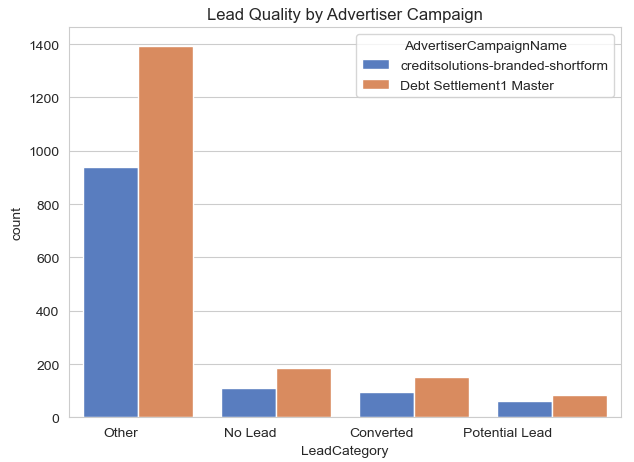 Lead Quality by Advertiser Campaign
AdvertiserCampaignName
creditsolutions-branded-shortform
Debt Settlement1 Master
1400
1200
1000
800
600
400
200
0
count
Other
No Lead
Converted
Potential Lead
LeadCategory